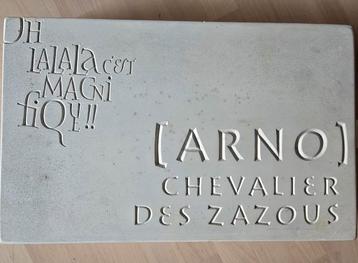 OH
LALALA C'EST
MAGNI
fiQUE!!
[ARNO]
CHEVALIER
DES ZAZOUS